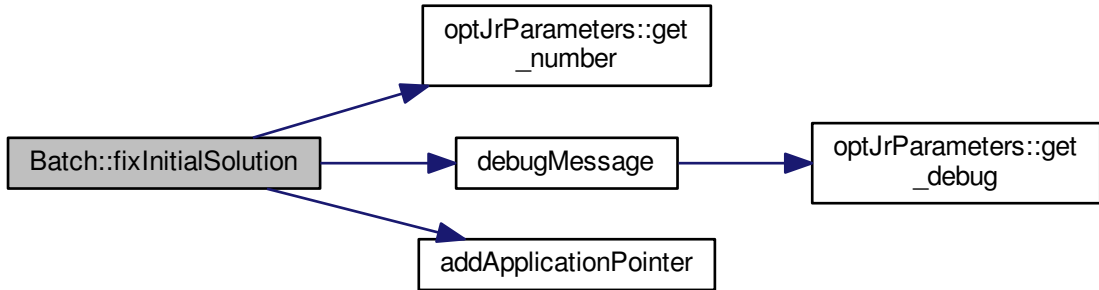 optJrParameters::get
_number
Batch::fixInitialSolution
debugMessage
optJrParameters::get
_debug
addApplicationPointer